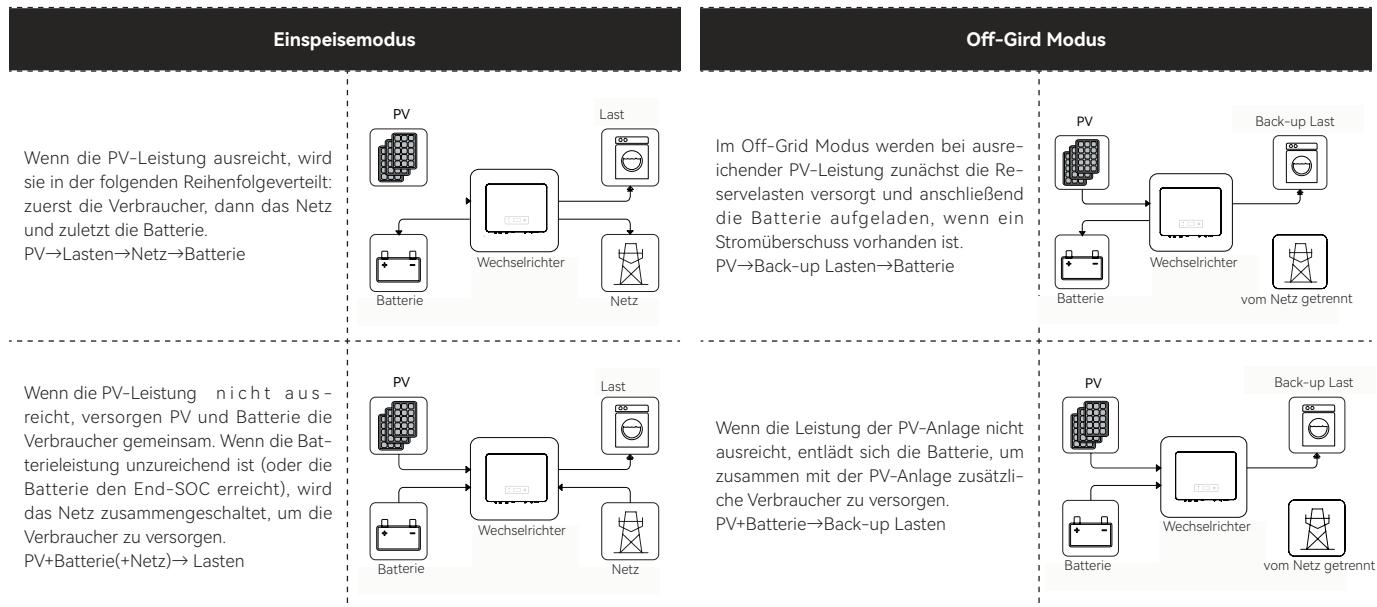 Einspeisemodus
Wenn die PV-Leistung ausreicht, wird
sie in der folgenden Reihenfolgeverteilt:
zuerst die Verbraucher, dann das Netz
und zuletzt die Batterie.
PV→Lasten→Netz→Batterie
PV
Last
Wechselrichter
Batterie
Netz
Wenn die PV-Leistung nicht aus-
reicht, versorgen PV und Batterie die
Verbraucher gemeinsam. Wenn die Bat-
terieleistung unzureichend ist (oder die
Batterie den End-SOC erreicht), wird
das Netz zusammengeschaltet, um die
Verbraucher zu versorgen.
PV+Batterie(+Netz)→ Lasten
PV
Last
Wechselrichter
Batterie
Netz
Off-Gird Modus
Im Off-Grid Modus werden bei ausre-
ichender PV-Leistung zunächst die Re-
servelasten versorgt und anschließend
die Batterie aufgeladen, wenn ein
Stromüberschuss vorhanden ist.
PV→Back-up Lasten→Batterie
PV
Back-up Last
Wechselrichter
Batterie
vom Netz getrennt
Wenn die Leistung der PV-Anlage nicht
ausreicht, entlädt sich die Batterie, um
zusammen mit der PV-Anlage zusätzli-
che Verbraucher zu versorgen.
PV+Batterie→Back-up Lasten
PV
Back-up Last
Wechselrichter
Batterie
vom Netz getrennt